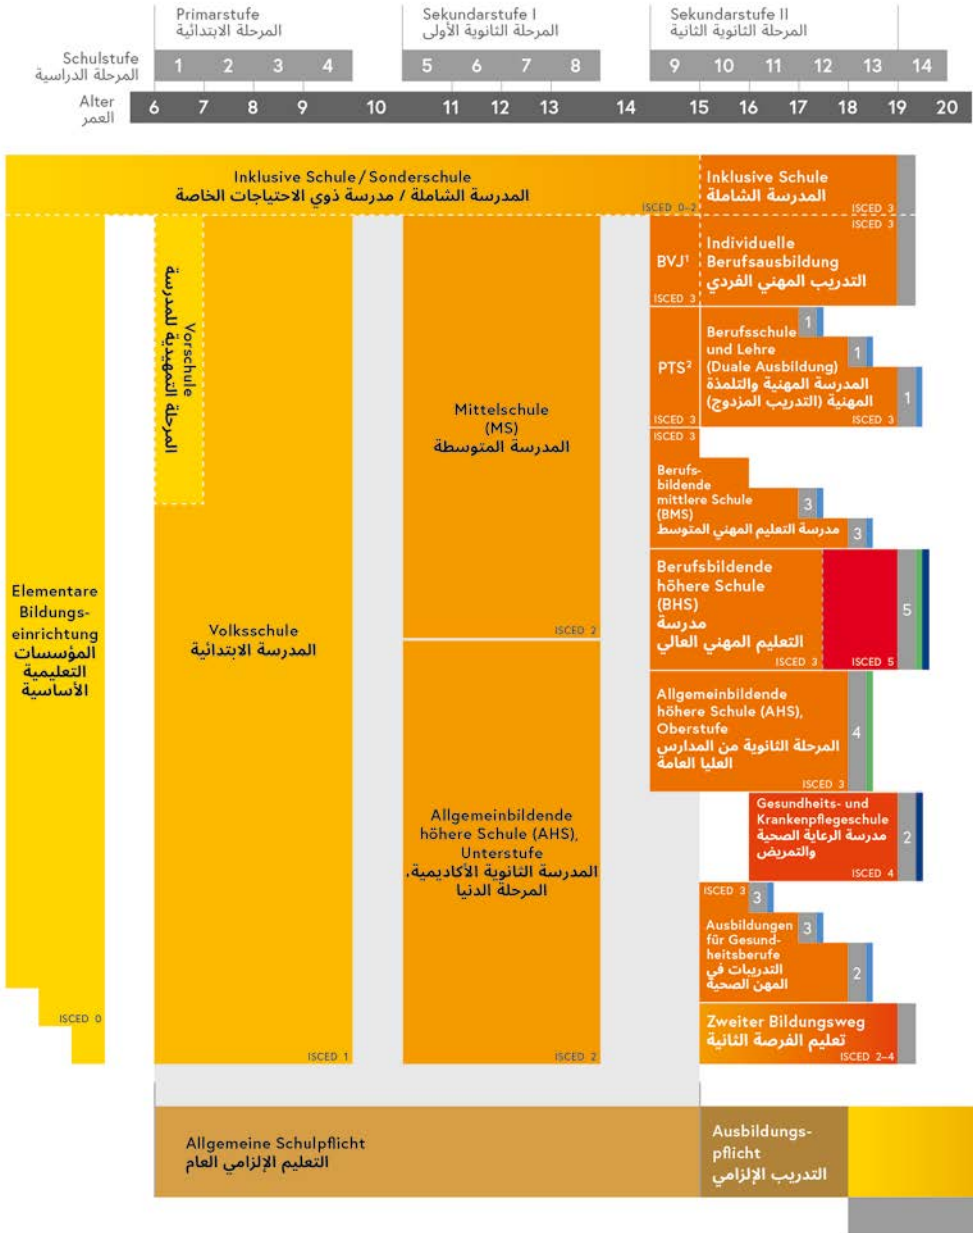 Primarstufe
المرحلة الابتدائية
Sekundarstufe I
المرحلة الثانوية الأولى
Sekundarstufe II
المرحلة الثانوية الثانية
Schulstufe
المرحلة الدراسية
1 2 3 4 5 6 7 8 9 10 11 12 13 14
Alter
العمر
6 7 8 9 10 11 12 13 14 15 16 17 18 19 20
Inklusive Schule / Sonderschule
المدرسة الشاملة / مدرسة ذوي الاحتياجات الخاصة
ISCED 0–2
Inklusive Schule
المدرسة الشاملة
ISCED 3
Elementare
Bildungs-
einrichtung
المؤسسات
التعليمية
الأساسية
ISCED 0
Vorschule
المرحلة التمهيدية للمدرسة
Volksschule
المدرسة الابتدائية
ISCED 1
Mittelschule
(MS)
المدرسة المتوسطة
ISCED 2
Allgemeinbildende
höhere Schule (AHS),
Unterstufe
المدرسة الثانوية الأكاديمية،
المرحلة الدنيا
ISCED 2
BVJ¹
ISCED 3
ISCED 3
Individuelle
Berufsausbildung
التدريب المهني الفردي
PTS²
ISCED 3
1
Berufsschule
und Lehre
(Duale Ausbildung)
المدرسة المهنية والتلمذة
المهنية (التدريب المزدوج)
ISCED 3
1
1
ISCED 3
Berufs-
bildende
mittlere Schule
(BMS)
مدرسة التعليم المهني المتوسط
3
3
Berufsbildende
höhere Schule
(BHS)
مدرسة
التعليم المهني العالي
ISCED 3
ISCED 5
5
Allgemeinbildende
höhere Schule (AHS),
Oberstufe
المرحلة الثانوية من المدارس
العليا العامة
ISCED 3
4
Gesundheits- und
Krankenpflegeschule
مدرسة الرعاية الصحية
والتمريض
ISCED 4
2
ISCED 3
3
Ausbildungen
für Gesund-
heitsberufe
التدريبات في
المهن الصحية
3
2
Zweiter Bildungsweg
تعليم الفرصة الثانية
ISCED 2–4
Allgemeine Schulpflicht
التعليم الإلزامي العام
Ausbildungs-
pflicht
التدريب الإلزامي